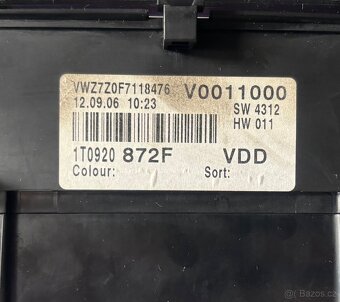 VWZ7Z0F7118476 V0011000
12.09.06 10:23 SW 4312
HW 011
1T0920 872F VDD
Colour: Sort:
Bazos.cz